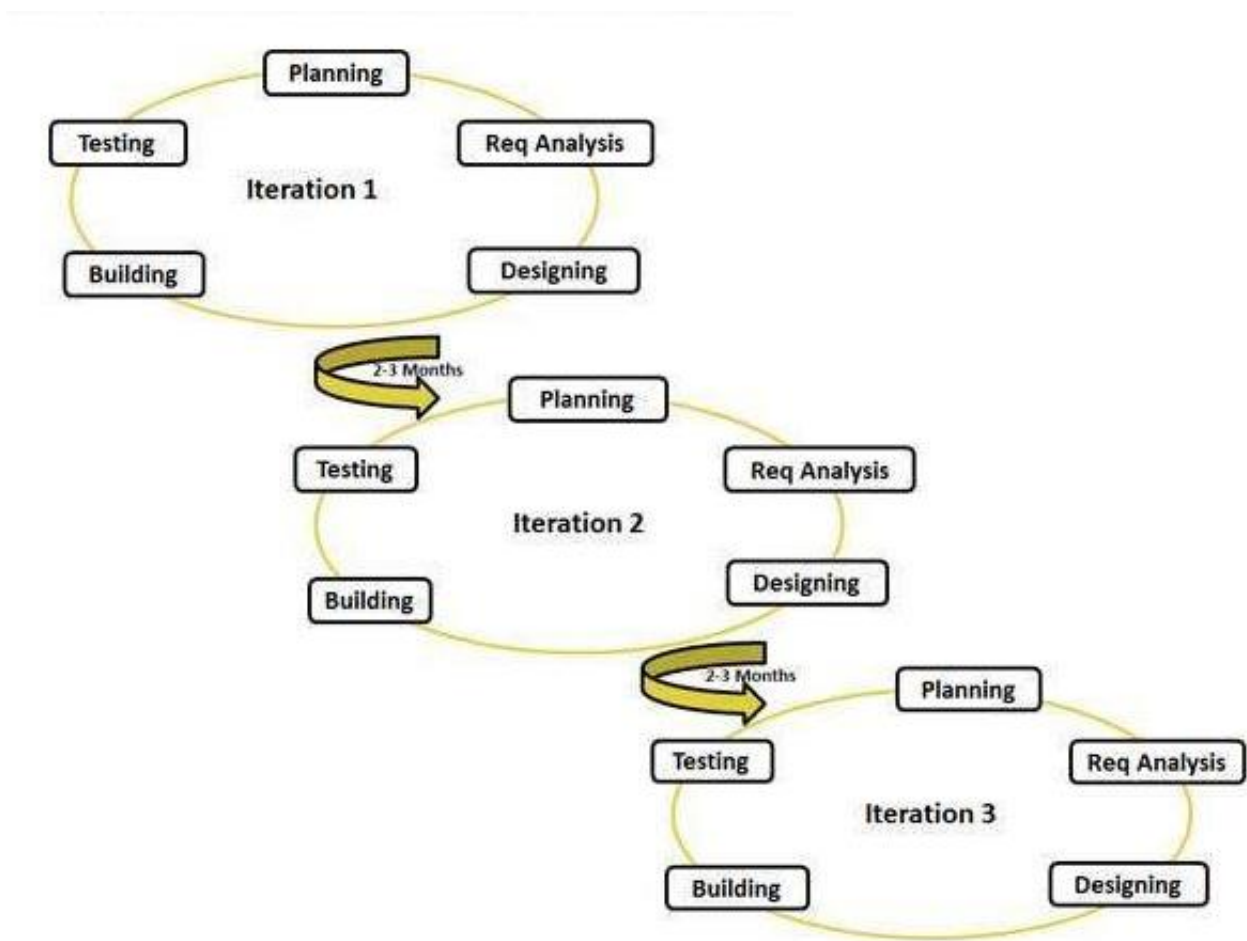 Planning
Testing
Req Analysis
Iteration 1
Building
Designing
2-3 Months
Planning
Testing
Req Analysis
Iteration 2
Building
Designing
2-3 Months
Planning
Testing
Req Analysis
Iteration 3
Building
Designing